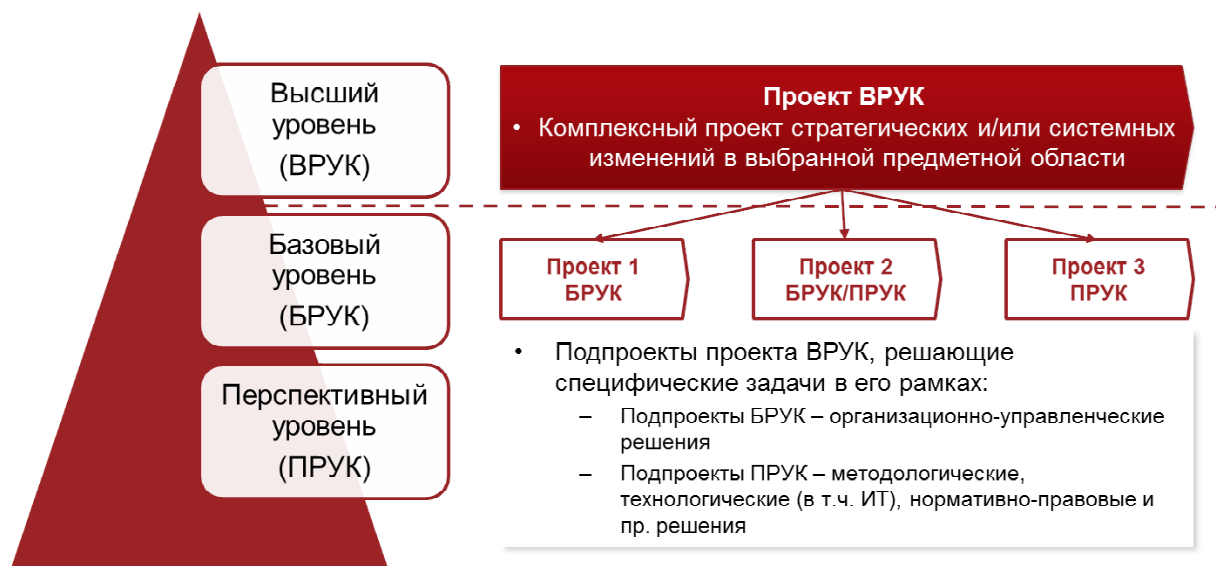 Высший
уровень
(ВРУК)
Базовый
уровень
(БРУК)
Перспективный
уровень
(ПРУК)
Проект ВРУК
• Комплексный проект стратегических и/или системных
изменений в выбранной предметной области
Проект 1
БРУК
Проект 2
БРУК/ПРУК
Проект 3
ПРУК
• Подпроекты проекта ВРУК, решающие
специфические задачи в его рамках:
– Подпроекты БРУК – организационно-управленческие
решения
– Подпроекты ПРУК – методологические,
технологические (в т.ч. ИТ), нормативно-правовые и
пр. решения